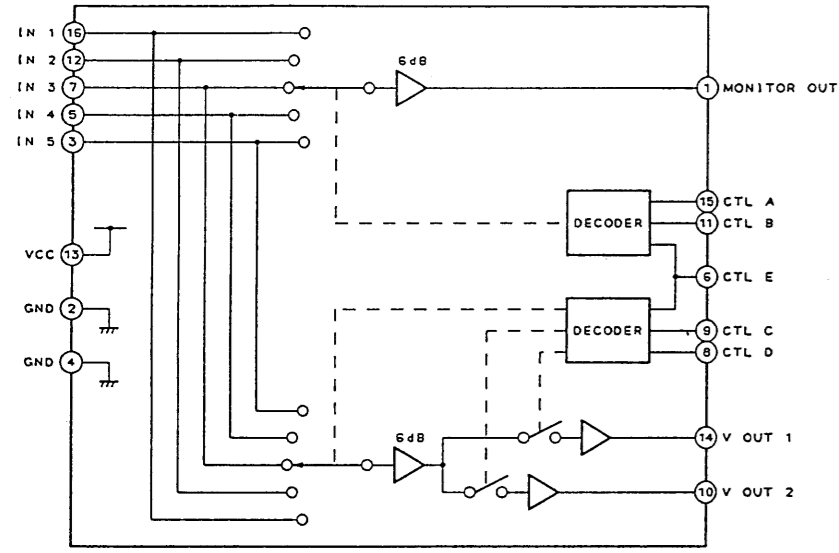 IN 1 16
IN 2 12
IN 3 7
IN 4 5
IN 5 3
6dB
1 MONITOR OUT
DECODER
15 CTL A
11 CTL B
VCC 13
6 CTL E
GND 2
DECODER
9 CTL C
8 CTL D
GND 4
6dB
14 V OUT 1
10 V OUT 2